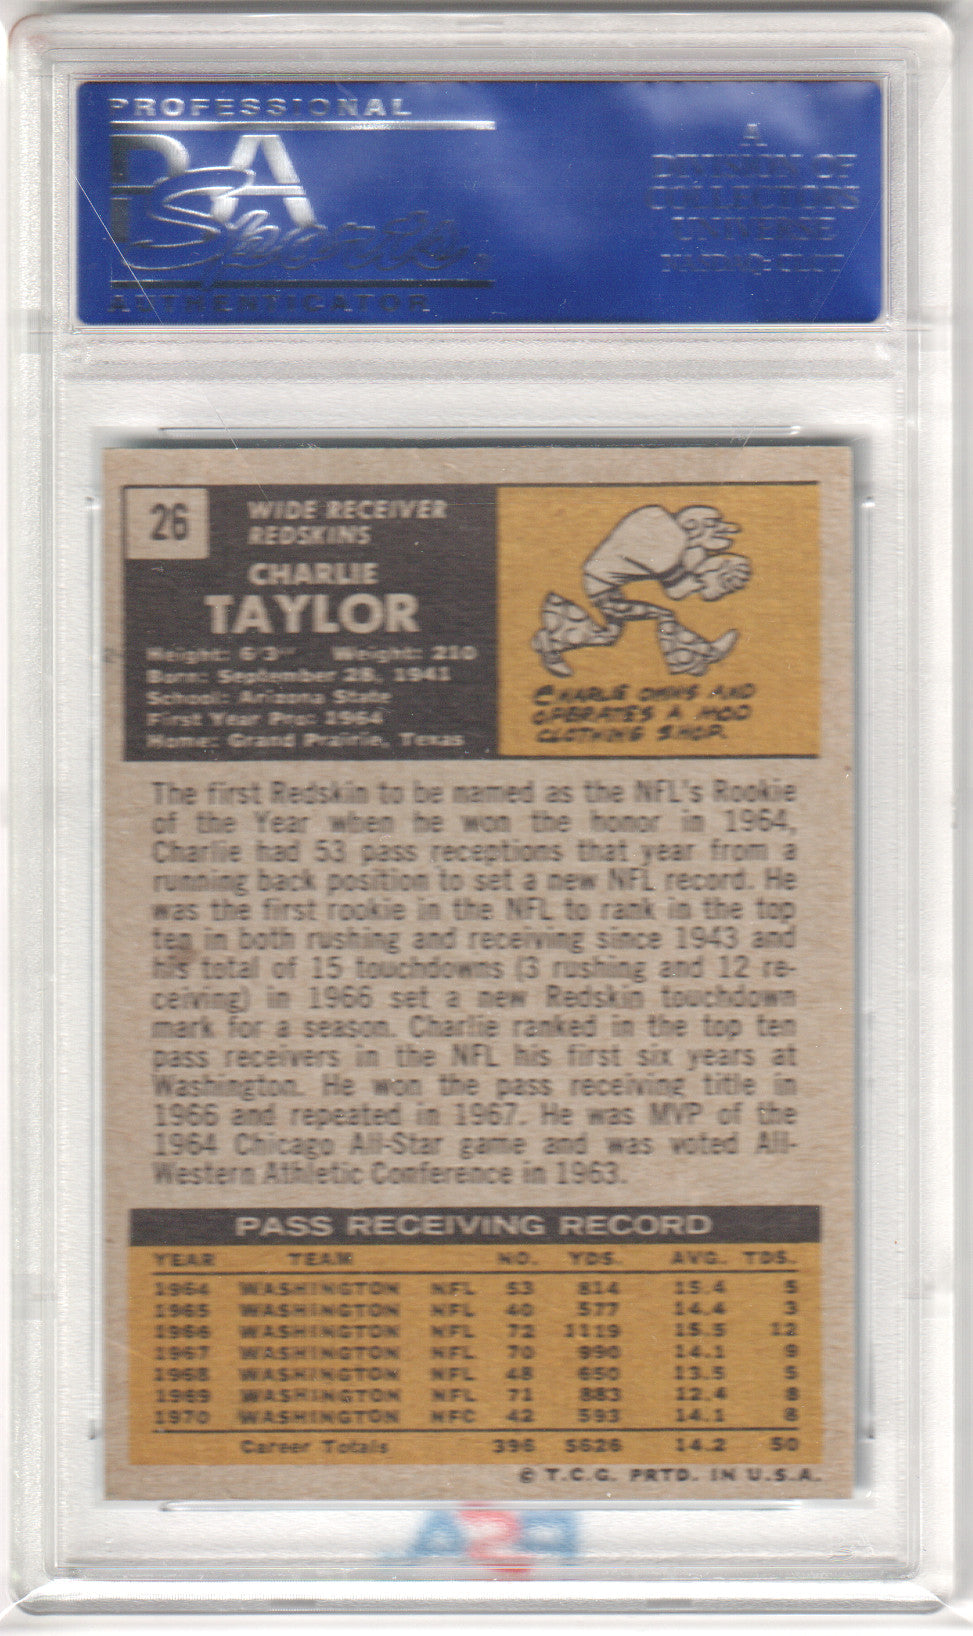 PROFESSIONAL
PSA
Sports
AUTHENTICATOR
A
DIVISION OF
COLLECTORS
UNIVERSE
NASDAQ: CLCT
26
WIDE RECEIVER
REDSKINS
CHARLIE
TAYLOR
Height: 6'3" Weight: 210
Born: September 28, 1941
School: Arizona State
First Year Pro: 1964
Home: Grand Prairie, Texas
CHARLIE OWNS AND
OPERATES A MOD
CLOTHING SHOP.
The first Redskin to be named as the NFL's Rookie
of the Year when he won the honor in 1964,
Charlie had 53 pass receptions that year from a
running back position to set a new NFL record. He
was the first rookie in the NFL to rank in the top
ten in both rushing and receiving since 1943 and
his total of 15 touchdowns (3 rushing and 12 re-
ceiving) in 1966 set a new Redskin touchdown
mark for a season. Charlie ranked in the top ten
pass receivers in the NFL his first six years at
Washington. He won the pass receiving title in
1966 and repeated in 1967. He was MVP of the
1964 Chicago All-Star game and was voted All-
Western Athletic Conference in 1963.
PASS RECEIVING RECORD
YEAR TEAM NO. YDS. AVG. TDS.
1964 WASHINGTON NFL 53 814 15.4 5
1965 WASHINGTON NFL 40 577 14.4 3
1966 WASHINGTON NFL 72 1119 15.5 12
1967 WASHINGTON NFL 70 990 14.1 9
1968 WASHINGTON NFL 48 650 13.5 5
1969 WASHINGTON NFL 71 883 12.4 8
1970 WASHINGTON NFC 42 593 14.1 8
Career Totals 396 5626 14.2 50
© T.C.G. PRTD. IN U.S.A.
PSA